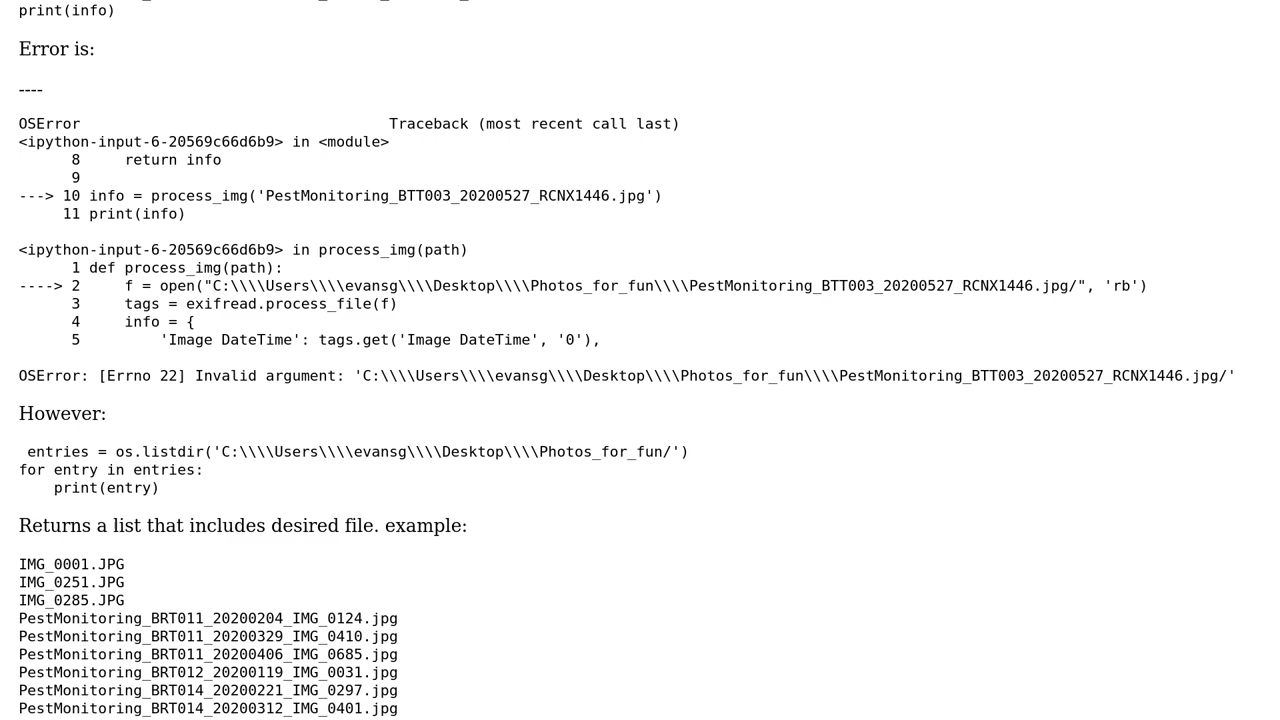 print(info)
Error is:
----
OSError                                   Traceback (most recent call last)
<ipython-input-6-20569c66d6b9> in <module>
      8     return info
      9
---> 10 info = process_img('PestMonitoring_BTT003_20200527_RCNX1446.jpg')
     11 print(info)
<ipython-input-6-20569c66d6b9> in process_img(path)
      1 def process_img(path):
----> 2     f = open("C:\\\\Users\\\\evansg\\\\Desktop\\\\Photos_for_fun\\\\PestMonitoring_BTT003_20200527_RCNX1446.jpg/", 'rb')
      3     tags = exifread.process_file(f)
      4     info = {
      5         'Image DateTime': tags.get('Image DateTime', '0'),
OSError: [Errno 22] Invalid argument: 'C:\\\\Users\\\\evansg\\\\Desktop\\\\Photos_for_fun\\\\PestMonitoring_BTT003_20200527_RCNX1446.jpg/'
However:
 entries = os.listdir('C:\\\\Users\\\\evansg\\\\Desktop\\\\Photos_for_fun/')
for entry in entries:
    print(entry)
Returns a list that includes desired file. example:
IMG_0001.JPG
IMG_0251.JPG
IMG_0285.JPG
PestMonitoring_BRT011_20200204_IMG_0124.jpg
PestMonitoring_BRT011_20200329_IMG_0410.jpg
PestMonitoring_BRT011_20200406_IMG_0685.jpg
PestMonitoring_BRT012_20200119_IMG_0031.jpg
PestMonitoring_BRT014_20200221_IMG_0297.jpg
PestMonitoring_BRT014_20200312_IMG_0401.jpg